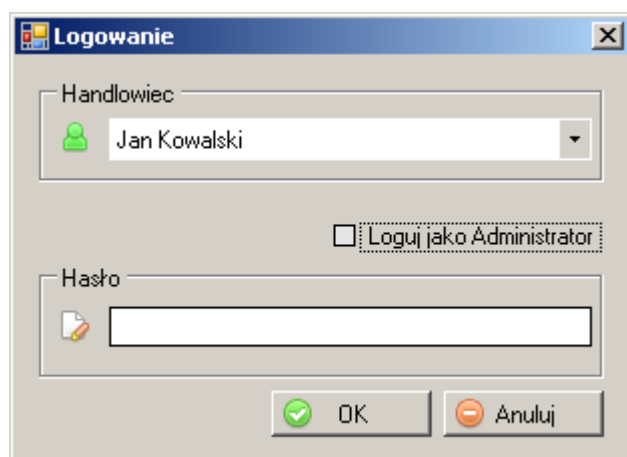 Logowanie
Handlowiec
Jan Kowalski
Loguj jako Administrator
Hasło
OK
Anuluj